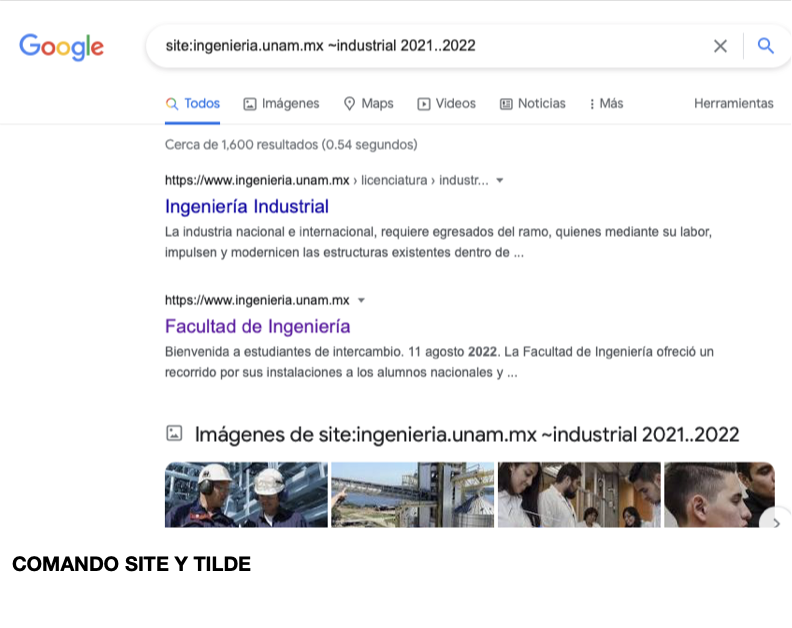 Google
site:ingenieria.unam.mx ~industrial 2021..2022
Todos Imágenes Maps Videos Noticias Más Herramientas
Cerca de 1,600 resultados (0.54 segundos)
https://www.ingenieria.unam.mx › licenciatura › industr...
Ingeniería Industrial
La industria nacional e internacional, requiere egresados del ramo, quienes mediante su labor,
impulsen y modernicen las estructuras existentes dentro de ...
https://www.ingenieria.unam.mx
Facultad de Ingeniería
Bienvenida a estudiantes de intercambio. 11 agosto 2022. La Facultad de Ingeniería ofreció un
recorrido por sus instalaciones a los alumnos nacionales y ...
Imágenes de site:ingenieria.unam.mx ~industrial 2021..2022
COMANDO SITE Y TILDE